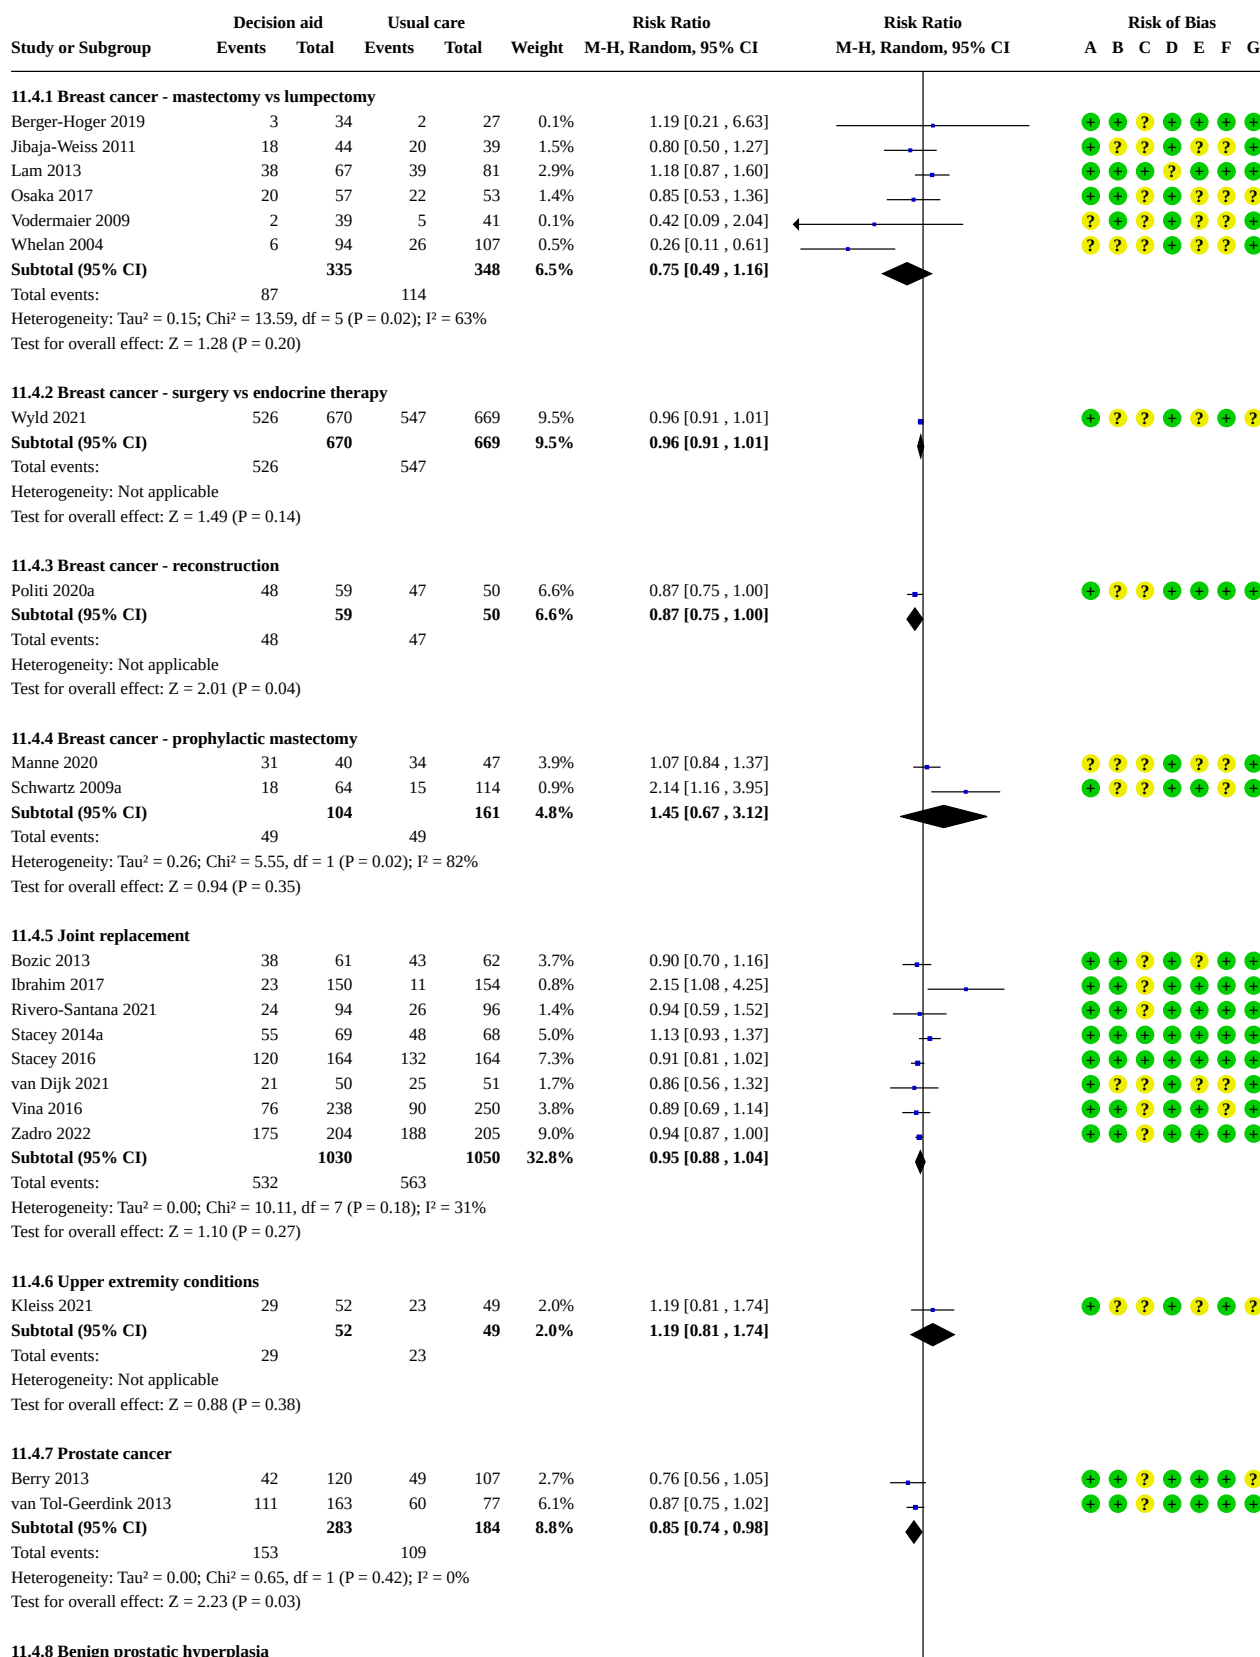 Decision aid Usual care Risk Ratio Risk Ratio Risk of Bias
Study or Subgroup Events Total Events Total Weight M-H, Random, 95% CI M-H, Random, 95% CI A B C D E F G
11.4.1 Breast cancer - mastectomy vs lumpectomy
Berger-Hoger 2019 3 34 2 27 0.1% 1.19 [0.21 , 6.63] + + ? + + + +
Jibaja-Weiss 2011 18 44 20 39 1.5% 0.80 [0.50 , 1.27] + ? ? + ? ? +
Lam 2013 38 67 39 81 2.9% 1.18 [0.87 , 1.60] + + + ? + + +
Osaka 2017 20 57 22 53 1.4% 0.85 [0.53 , 1.36] + + ? + ? ? ?
Vodermaier 2009 2 39 5 41 0.1% 0.42 [0.09 , 2.04] ? + ? + ? ? +
Whelan 2004 6 94 26 107 0.5% 0.26 [0.11 , 0.61] ? ? ? + ? ? +
Subtotal (95% CI) 335 348 6.5% 0.75 [0.49 , 1.16]
Total events: 87 114
Heterogeneity: Tau² = 0.15; Chi² = 13.59, df = 5 (P = 0.02); I² = 63%
Test for overall effect: Z = 1.28 (P = 0.20)
11.4.2 Breast cancer - surgery vs endocrine therapy
Wyld 2021 526 670 547 669 9.5% 0.96 [0.91 , 1.01] + ? ? + ? + ?
Subtotal (95% CI) 670 669 9.5% 0.96 [0.91 , 1.01]
Total events: 526 547
Heterogeneity: Not applicable
Test for overall effect: Z = 1.49 (P = 0.14)
11.4.3 Breast cancer - reconstruction
Politi 2020a 48 59 47 50 6.6% 0.87 [0.75 , 1.00] + ? ? + + + +
Subtotal (95% CI) 59 50 6.6% 0.87 [0.75 , 1.00]
Total events: 48 47
Heterogeneity: Not applicable
Test for overall effect: Z = 2.01 (P = 0.04)
11.4.4 Breast cancer - prophylactic mastectomy
Manne 2020 31 40 34 47 3.9% 1.07 [0.84 , 1.37] ? ? ? + ? ? +
Schwartz 2009a 18 64 15 114 0.9% 2.14 [1.16 , 3.95] + ? ? + + ? +
Subtotal (95% CI) 104 161 4.8% 1.45 [0.67 , 3.12]
Total events: 49 49
Heterogeneity: Tau² = 0.26; Chi² = 5.55, df = 1 (P = 0.02); I² = 82%
Test for overall effect: Z = 0.94 (P = 0.35)
11.4.5 Joint replacement
Bozic 2013 38 61 43 62 3.7% 0.90 [0.70 , 1.16] + + ? + ? + +
Ibrahim 2017 23 150 11 154 0.8% 2.15 [1.08 , 4.25] + + ? + + + +
Rivero-Santana 2021 24 94 26 96 1.4% 0.94 [0.59 , 1.52] + + ? + + + +
Stacey 2014a 55 69 48 68 5.0% 1.13 [0.93 , 1.37] + + + + + + +
Stacey 2016 120 164 132 164 7.3% 0.91 [0.81 , 1.02] + + + + + + +
van Dijk 2021 21 50 25 51 1.7% 0.86 [0.56 , 1.32] + ? ? + ? ? +
Vina 2016 76 238 90 250 3.8% 0.89 [0.69 , 1.14] + + ? + + ? +
Zadro 2022 175 204 188 205 9.0% 0.94 [0.87 , 1.00] + + ? + + + +
Subtotal (95% CI) 1030 1050 32.8% 0.95 [0.88 , 1.04]
Total events: 532 563
Heterogeneity: Tau² = 0.00; Chi² = 10.11, df = 7 (P = 0.18); I² = 31%
Test for overall effect: Z = 1.10 (P = 0.27)
11.4.6 Upper extremity conditions
Kleiss 2021 29 52 23 49 2.0% 1.19 [0.81 , 1.74] + ? ? + ? + ?
Subtotal (95% CI) 52 49 2.0% 1.19 [0.81 , 1.74]
Total events: 29 23
Heterogeneity: Not applicable
Test for overall effect: Z = 0.88 (P = 0.38)
11.4.7 Prostate cancer
Berry 2013 42 120 49 107 2.7% 0.76 [0.56 , 1.05] + + ? + + + ?
van Tol-Geerdink 2013 111 163 60 77 6.1% 0.87 [0.75 , 1.02] + + ? + + + +
Subtotal (95% CI) 283 184 8.8% 0.85 [0.74 , 0.98]
Total events: 153 109
Heterogeneity: Tau² = 0.00; Chi² = 0.65, df = 1 (P = 0.42); I² = 0%
Test for overall effect: Z = 2.23 (P = 0.03)
11.4.8 Benign prostatic hyperplasia